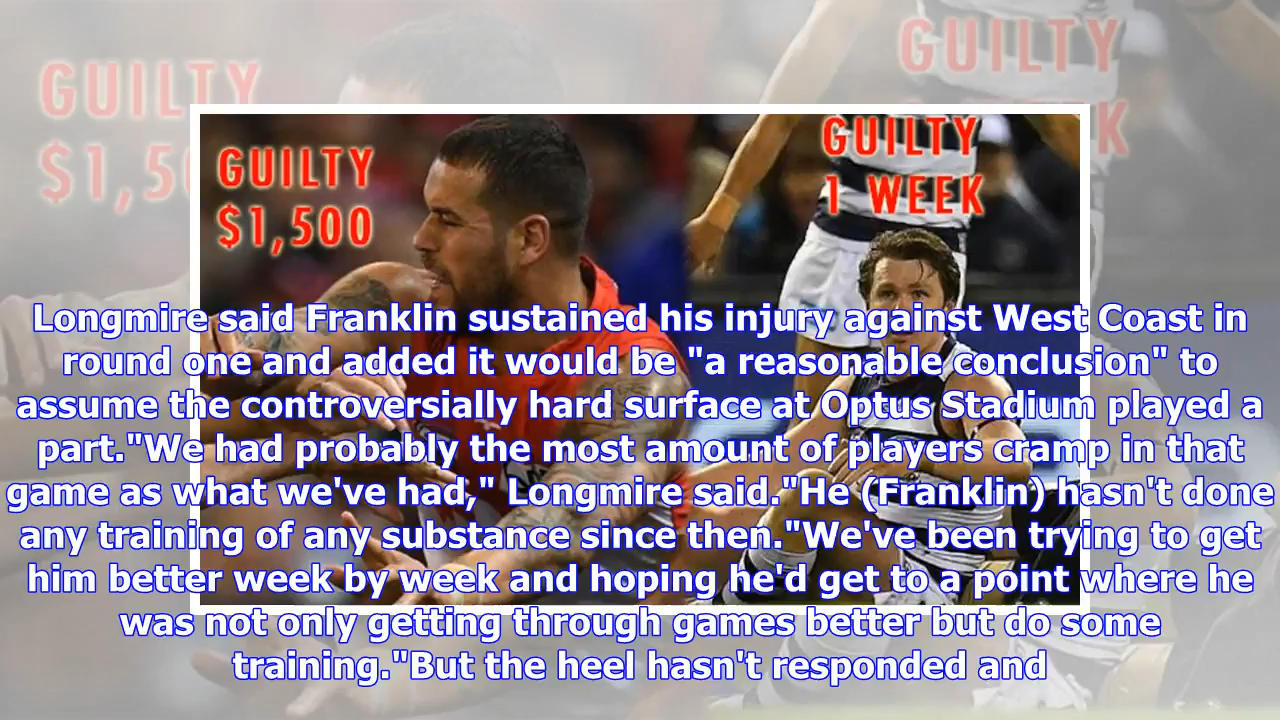 GUILTY
$1,50
GUILTY
K
GUILTY
$1,500
GUILTY
1 WEEK
Longmire said Franklin sustained his injury against West Coast in
round one and added it would be "a reasonable conclusion" to
assume the controversially hard surface at Optus Stadium played a
part."We had probably the most amount of players cramp in that
game as what we've had," Longmire said."He (Franklin) hasn't done
any training of any substance since then."We've been trying to get
him better week by week and hoping he'd get to a point where he
was not only getting through games better but do some
training."But the heel hasn't responded and